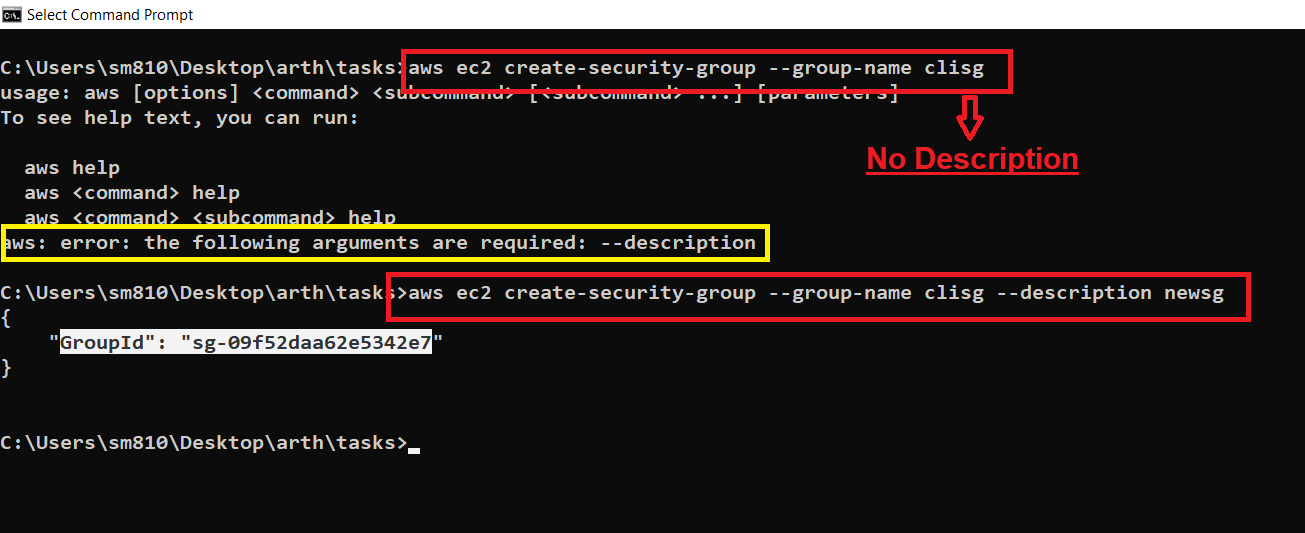 Select Command Prompt
C:\Users\sm810\Desktop\arth\tasks>aws ec2 create-security-group --group-name clisg
usage: aws [options] <command> <subcommand> [<subcommand> ...] [parameters]
To see help text, you can run:
No Description
aws help
aws <command> help
aws <command> <subcommand> help
aws: error: the following arguments are required: --description
C:\Users\sm810\Desktop\arth\tasks>aws ec2 create-security-group --group-name clisg --description newsg
{
"GroupId": "sg-09f52daa62e5342e7"
}
C:\Users\sm810\Desktop\arth\tasks>